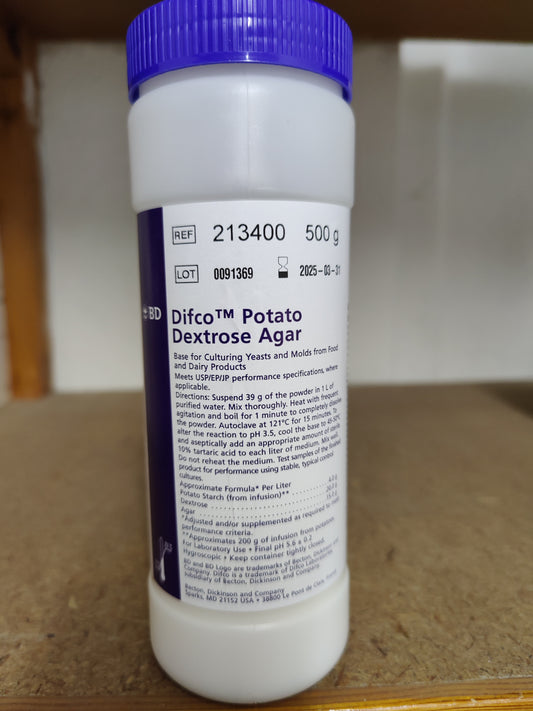 REF 213400 500 g
LOT 0091369 2025-03-31
BD
Difco™ Potato
Dextrose Agar
Base for Culturing Yeasts and Molds from Food
and Dairy Products
Meets USP/EP/JP performance specifications, where
applicable.
Directions: Suspend 39 g of the powder in 1 L of
purified water. Mix thoroughly. Heat with frequent
agitation and boil for 1 minute to completely dissolve
the powder. Autoclave at 121°C for 15 minutes. To
alter the reaction to pH 3.5, cool the base to 45-50°C
and aseptically add an appropriate amount of sterile
10% tartaric acid to each liter of medium. Mix well.
Do not reheat the medium. Test samples of the finished
product for performance using stable, typical control
cultures.
Approximate Formula* Per Liter
Potato Starch (from infusion)** 4.0 g
Dextrose 20.0 g
Agar 15.0 g
*Adjusted and/or supplemented as required to meet
performance criteria.
**Approximates 200 g of infusion from potatoes.
For Laboratory Use • Final pH 5.6 ± 0.2
Hygroscopic • Keep container tightly closed.
BD and BD Logo are trademarks of Becton, Dickinson and
Company. Difco is a trademark of Difco Laboratories,
subsidiary of Becton, Dickinson and Company.
Becton, Dickinson and Company
Sparks, MD 21152 USA • 38800 Le Pont de Claix, France